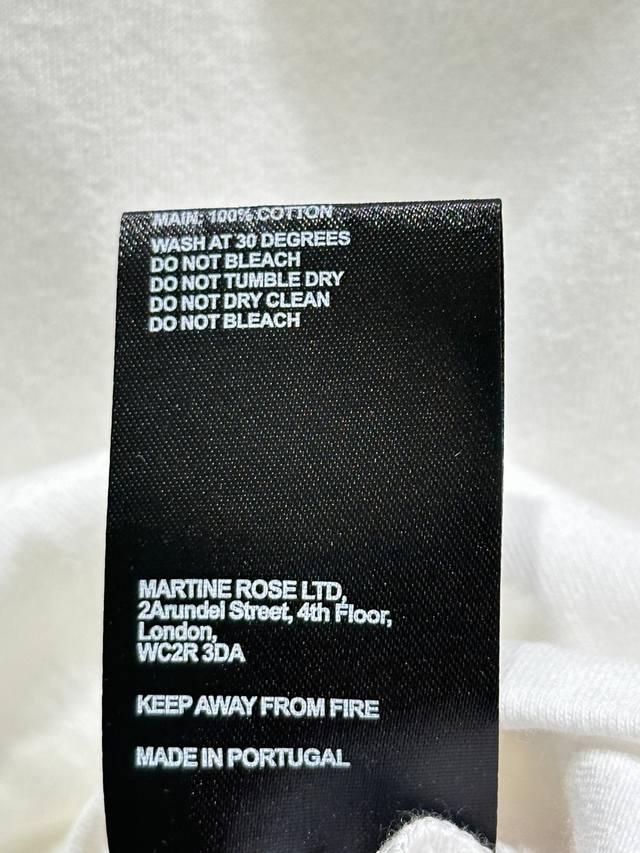 MAIN: 100% COTTON
WASH AT 30 DEGREES
DO NOT BLEACH
DO NOT TUMBLE DRY
DO NOT DRY CLEAN
DO NOT BLEACH
MARTINE ROSE LTD,
2Arundel Street, 4th Floor,
London,
WC2R 3DA
KEEP AWAY FROM FIRE
MADE IN PORTUGAL